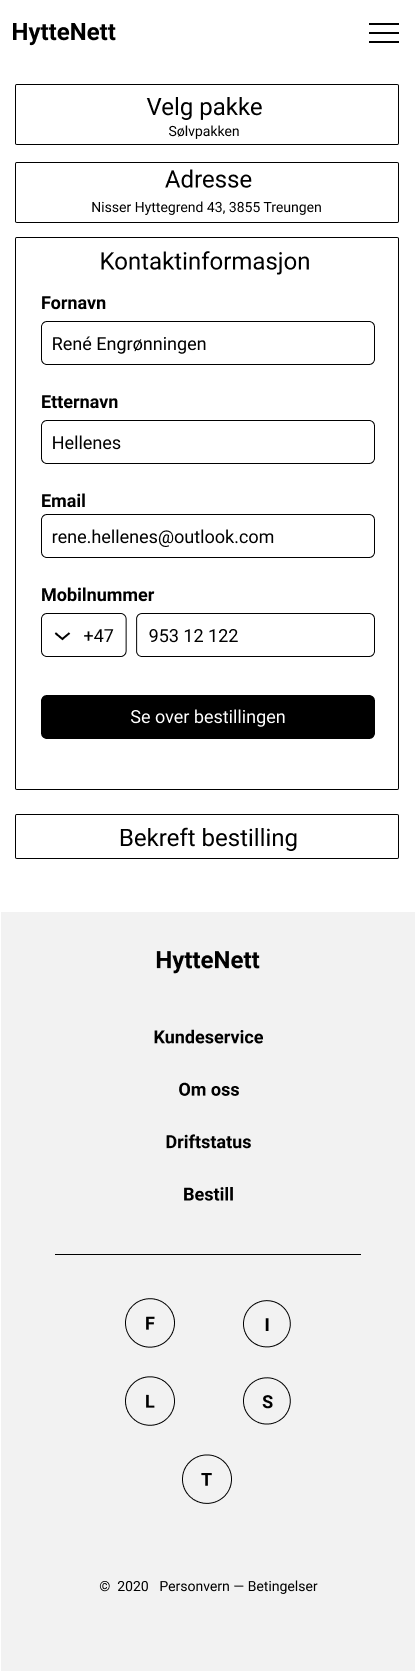 HytteNett
Velg pakke
Sølvpakken
Adresse
Nisser Hyttegrend 43, 3855 Treungen
Kontaktinformasjon
Fornavn
René Engrønningen
Etternavn
Hellenes
Email
rene.hellenes@outlook.com
Mobilnummer
+47 953 12 122
Se over bestillingen
Bekreft bestilling
HytteNett
Kundeservice
Om oss
Driftstatus
Bestill
F I
L S
T
© 2020 Personvern — Betingelser